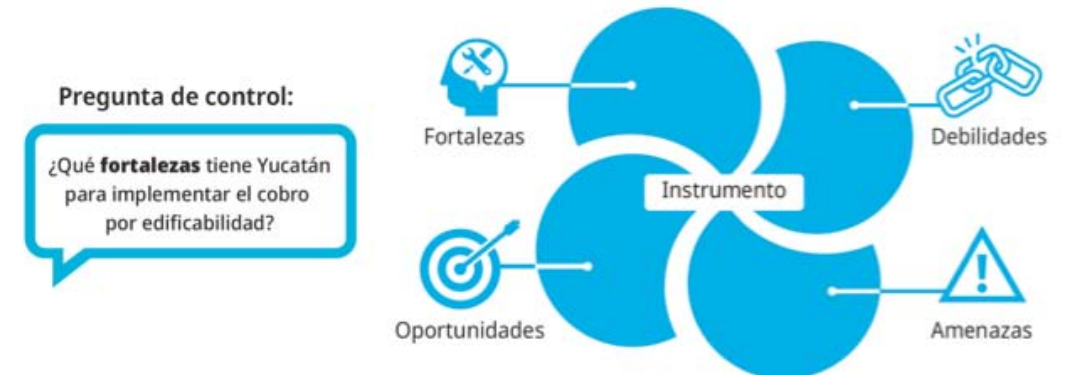 Pregunta de control:
¿Qué fortalezas tiene Yucatán
para implementar el cobro
por edificabilidad?
Fortalezas
Debilidades
Instrumento
Oportunidades
Amenazas